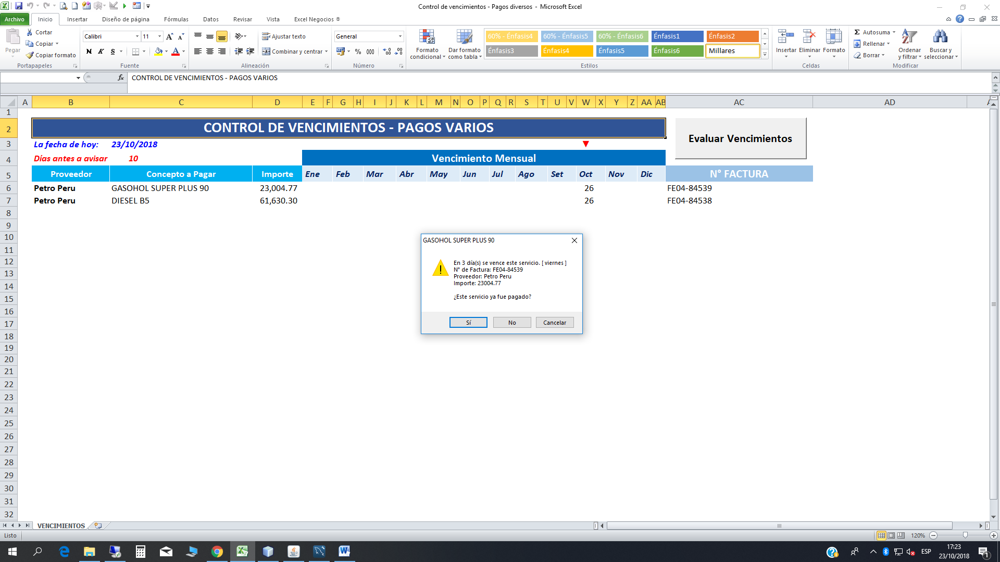 Control de vencimientos - Pagos diversos - Microsoft Excel
Archivo Inicio Insertar Diseño de página Fórmulas Datos Revisar Vista Excel Negocios ®
Pegar
Cortar
Copiar
Copiar formato
Portapapeles
Calibri 11
N K S
Fuente
Ajustar texto
Combinar y centrar
Alineación
General
% 000
Número
Formato condicional
Dar formato como tabla
60% - Énfasis4 60% - Énfasis5 60% - Énfasis6 Énfasis1 Énfasis2
Énfasis3 Énfasis4 Énfasis5 Énfasis6 Millares
Estilos
Insertar Eliminar Formato
Celdas
Autosuma
Rellenar
Borrar
Ordenar y filtrar
Buscar y seleccionar
Modificar
fx CONTROL DE VENCIMIENTOS - PAGOS VARIOS
A B C D E F G H I J K L M N O P Q R S T U V W X Y Z AA AB AC AD
1
2 CONTROL DE VENCIMIENTOS - PAGOS VARIOS
Evaluar Vencimientos
3 La fecha de hoy: 23/10/2018
4 Días antes a avisar 10 Vencimiento Mensual
5 Proveedor Concepto a Pagar Importe Ene Feb Mar Abr May Jun Jul Ago Set Oct Nov Dic N° FACTURA
6 Petro Peru GASOHOL SUPER PLUS 90 23,004.77 26 FE04-84539
7 Petro Peru DIESEL B5 61,630.30 26 FE04-84538
8
9
10
11
12
13
14
15
16
17
18
19
20
21
22
23
24
25
26
27
28
29
30
31
32
GASOHOL SUPER PLUS 90
En 3 día(s) se vence este servicio. [ viernes ]
N° de Factura: FE04-84539
Proveedor: Petro Peru
Importe: 23004.77
¿Este servicio ya fue pagado?
Sí No Cancelar
VENCIMIENTOS
Listo
120%
ESP
17:23
23/10/2018
1